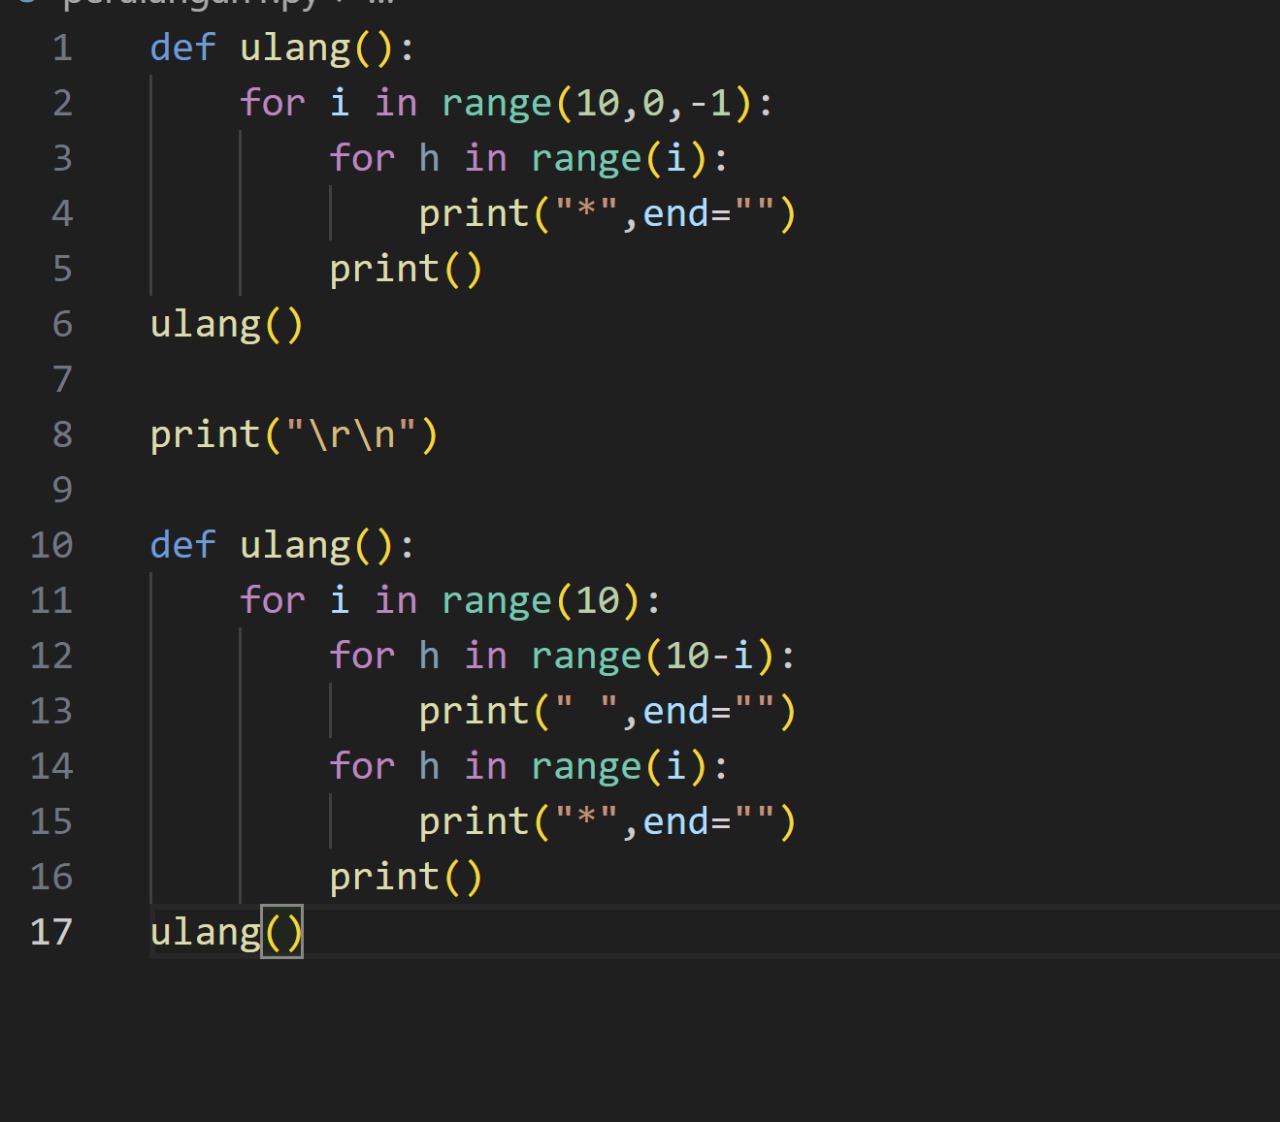 1 def ulang():
2 for i in range(10,0,-1):
3 for h in range(i):
4 print("*",end="")
5 print()
6 ulang()
7
8 print("\r\n")
9
10 def ulang():
11 for i in range(10):
12 for h in range(10-i):
13 print(" ",end="")
14 for h in range(i):
15 print("*",end="")
16 print()
17 ulang()